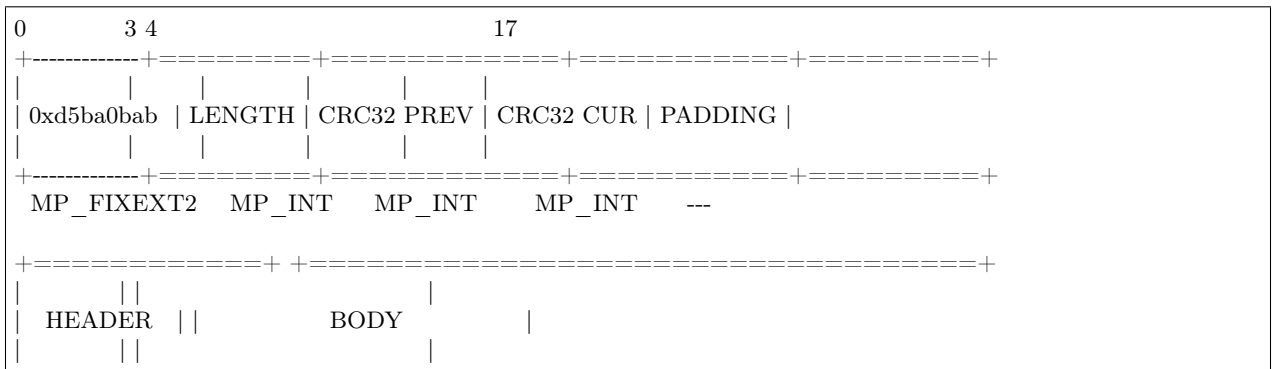 0 3 4 17
+-------------+========+============+===========+=========+
| | | | | |
| 0xd5ba0bab | LENGTH | CRC32 PREV | CRC32 CUR | PADDING |
| | | | | |
+-------------+========+============+===========+=========+
MP_FIXEXT2 MP_INT MP_INT MP_INT ---
+============+ +===================================+
| | | |
| HEADER | | BODY |
| | | |